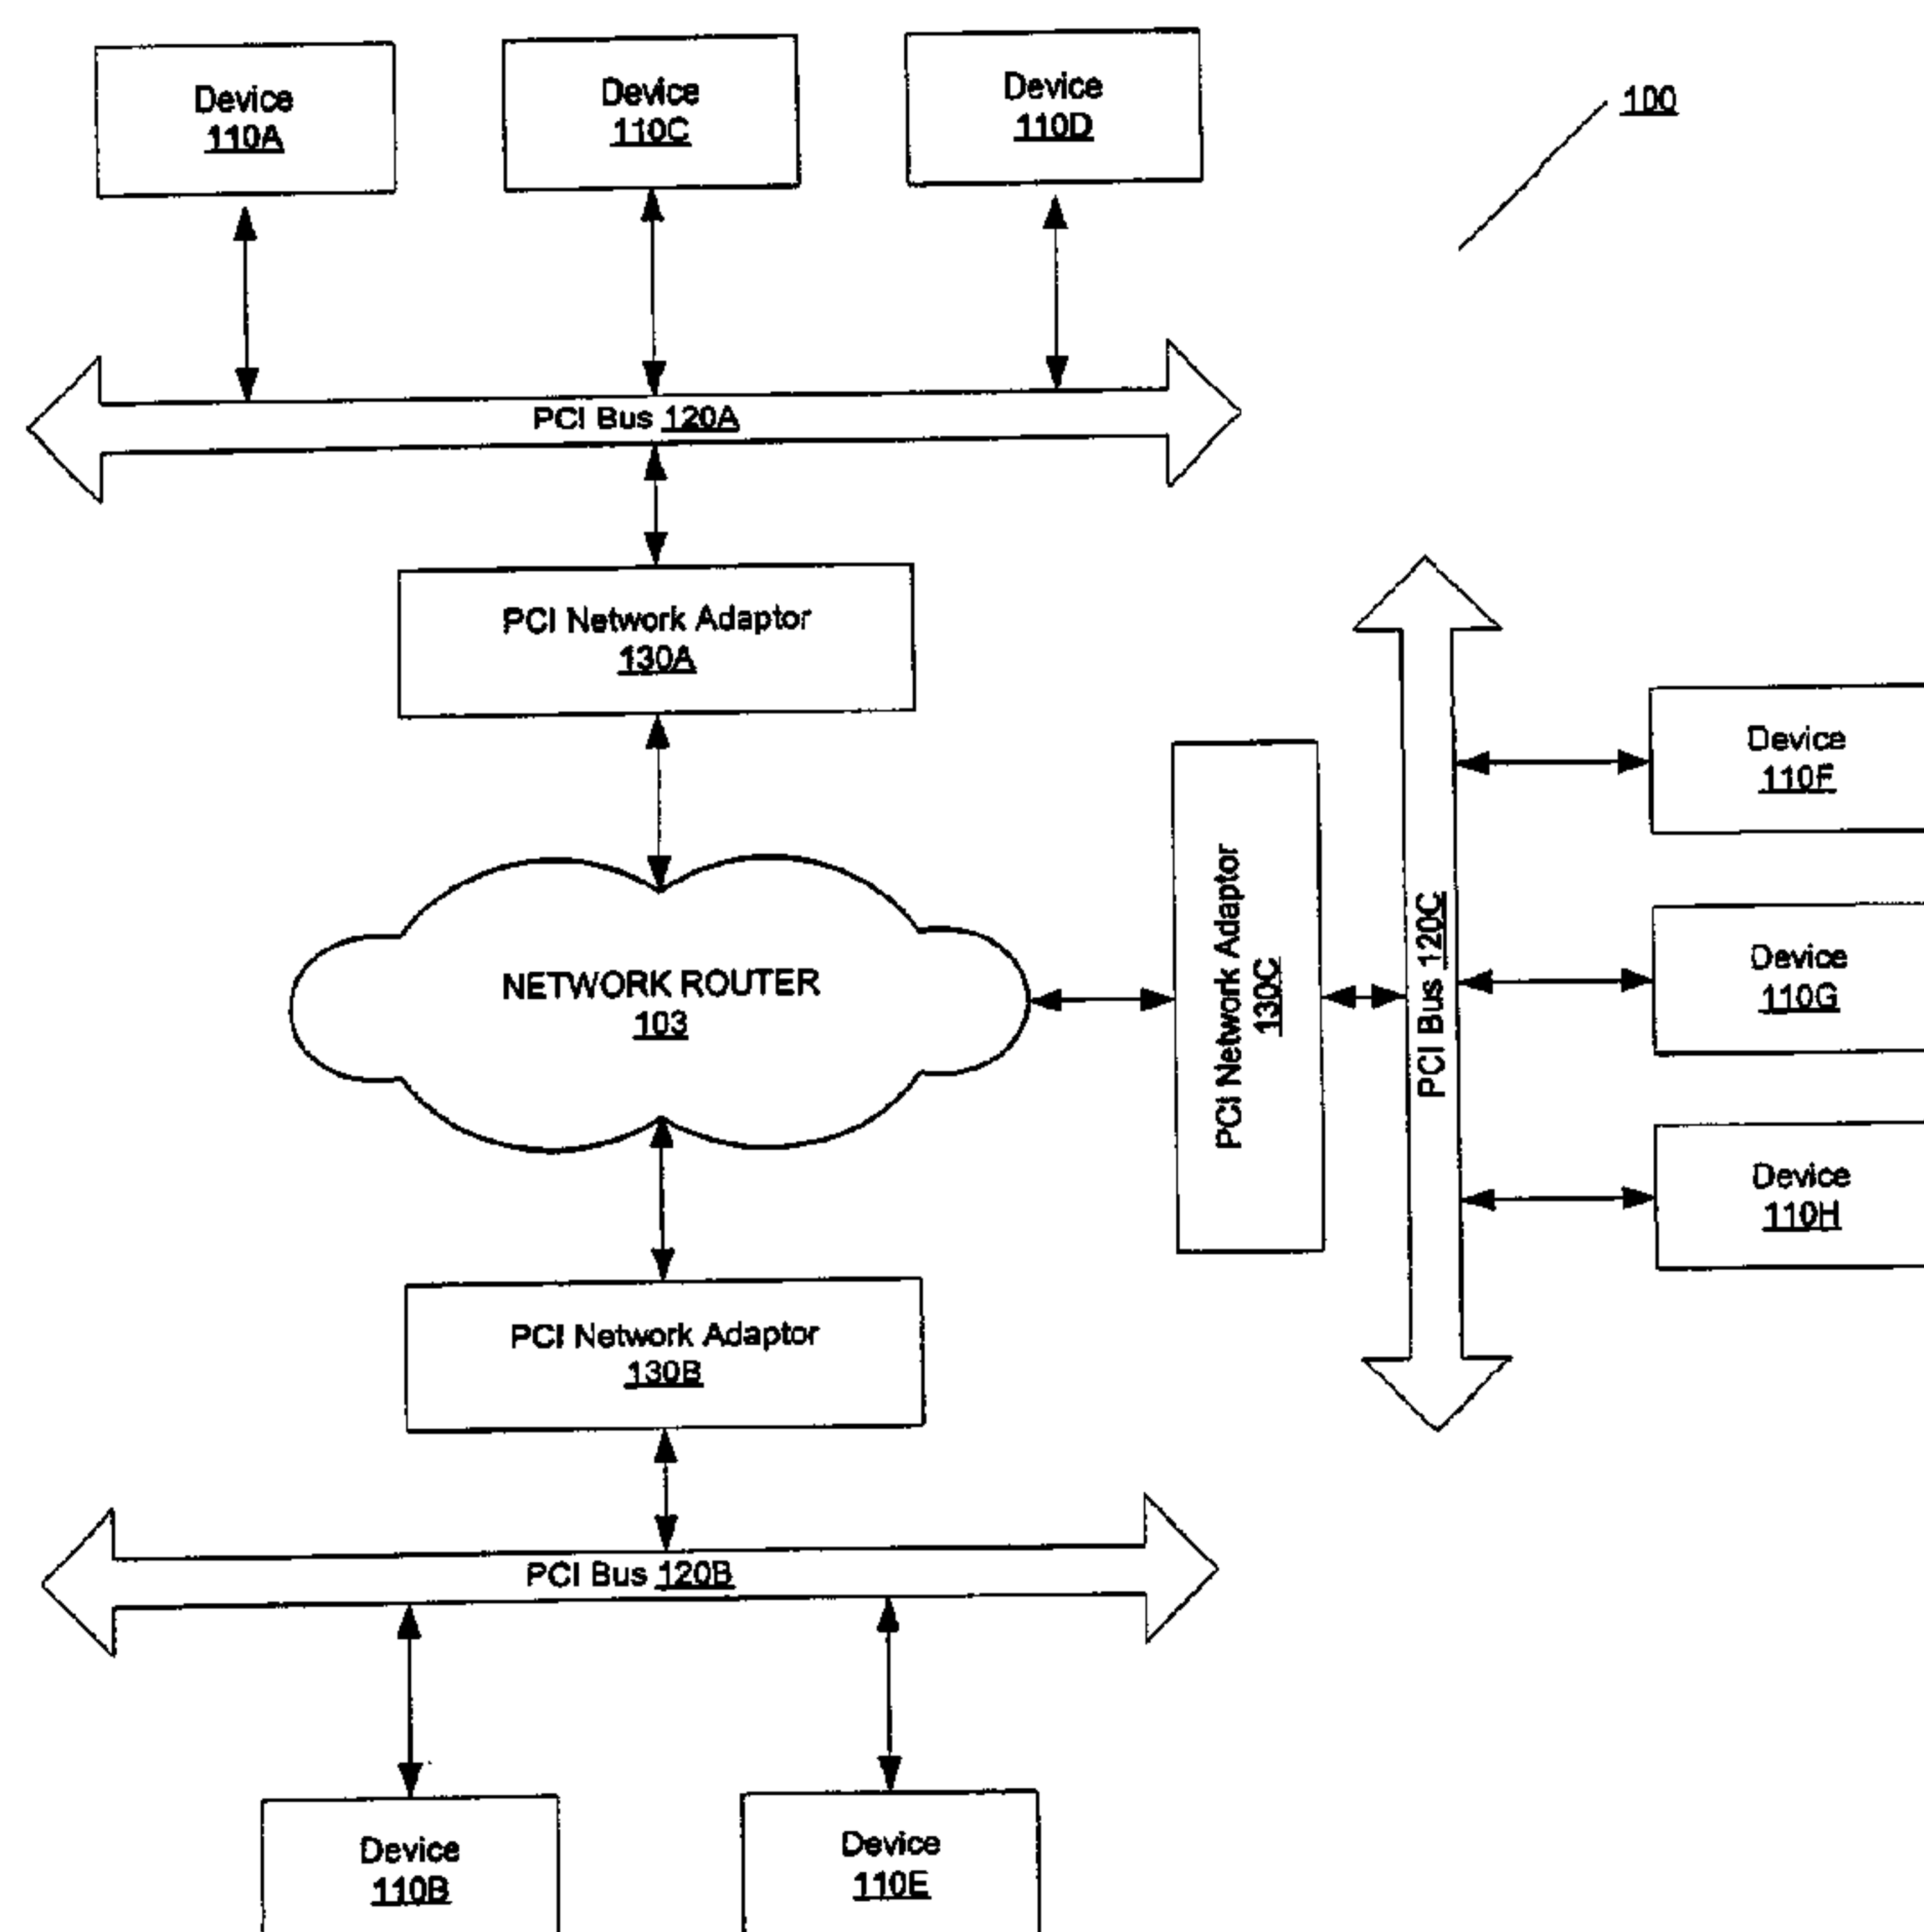 Device
110A
Device
110C
Device
110D
100
PCI Bus 120A
PCI Network Adaptor
130A
NETWORK ROUTER
103
PCI Network Adaptor
130C
PCI Bus 120C
Device
110F
Device
110G
Device
110H
PCI Network Adaptor
130B
PCI Bus 120B
Device
110B
Device
110E